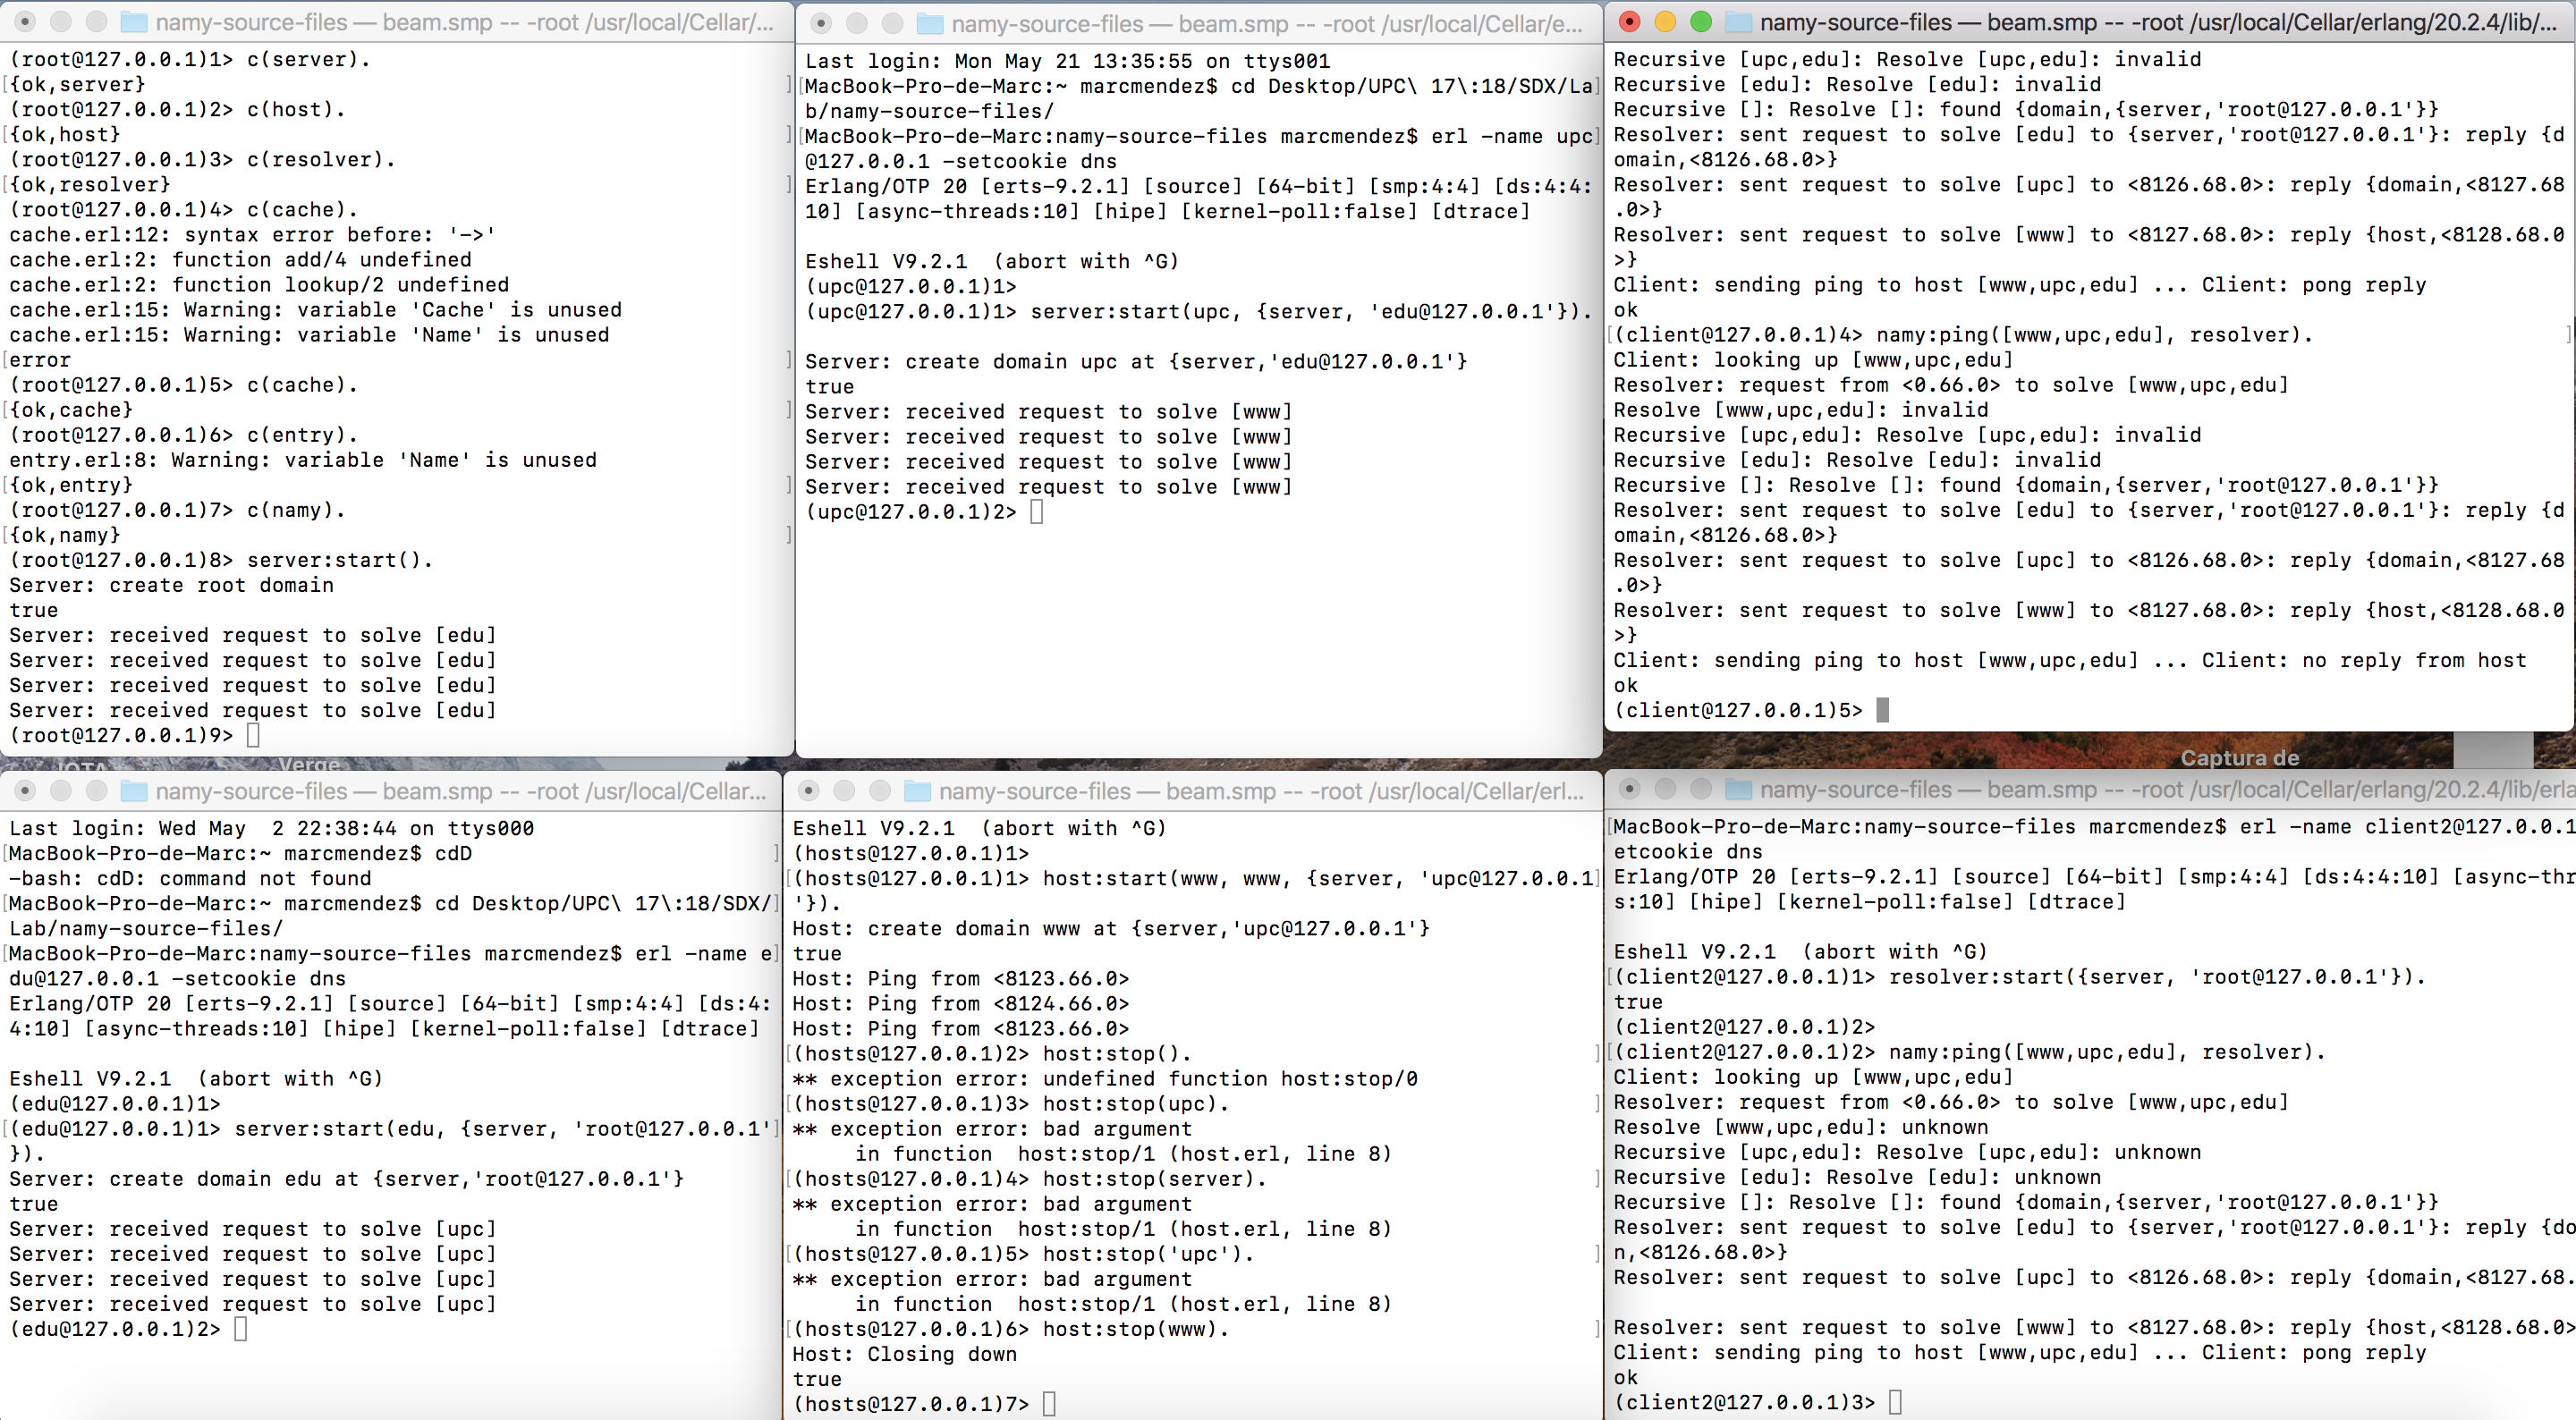 namy-source-files — beam.smp -- -root /usr/local/Cellar/...
(root@127.0.0.1)1> c(server).
[{ok,server}]
(root@127.0.0.1)2> c(host).
[{ok,host}]
(root@127.0.0.1)3> c(resolver).
[{ok,resolver}]
(root@127.0.0.1)4> c(cache).
cache.erl:12: syntax error before: '->'
cache.erl:2: function add/4 undefined
cache.erl:2: function lookup/2 undefined
cache.erl:15: Warning: variable 'Cache' is unused
cache.erl:15: Warning: variable 'Name' is unused
[error]
(root@127.0.0.1)5> c(cache).
[{ok,cache}]
(root@127.0.0.1)6> c(entry).
entry.erl:8: Warning: variable 'Name' is unused
[{ok,entry}
(root@127.0.0.1)7> c(namy).
[{ok,namy}]
(root@127.0.0.1)8> server:start().
Server: create root domain
true
Server: received request to solve [edu]
Server: received request to solve [edu]
Server: received request to solve [edu]
Server: received request to solve [edu]
(root@127.0.0.1)9>
namy-source-files — beam.smp -- -root /usr/local/Cellar/e...
Last login: Mon May 21 13:35:55 on ttys001
[MacBook-Pro-de-Marc:~ marcmendez$ cd Desktop/UPC\ 17\:18/SDX/La]
b/namy-source-files/
[MacBook-Pro-de-Marc:namy-source-files marcmendez$ erl -name upc]
@127.0.0.1 -setcookie dns
Erlang/OTP 20 [erts-9.2.1] [source] [64-bit] [smp:4:4] [ds:4:4:
10] [async-threads:10] [hipe] [kernel-poll:false] [dtrace]
Eshell V9.2.1  (abort with ^G)
(upc@127.0.0.1)1>
(upc@127.0.0.1)1> server:start(upc, {server, 'edu@127.0.0.1'}).
Server: create domain upc at {server,'edu@127.0.0.1'}
true
Server: received request to solve [www]
Server: received request to solve [www]
Server: received request to solve [www]
Server: received request to solve [www]
(upc@127.0.0.1)2>
namy-source-files — beam.smp -- -root /usr/local/Cellar/erlang/20.2.4/lib/...
Recursive [upc,edu]: Resolve [upc,edu]: invalid
Recursive [edu]: Resolve [edu]: invalid
Recursive []: Resolve []: found {domain,{server,'root@127.0.0.1'}}
Resolver: sent request to solve [edu] to {server,'root@127.0.0.1'}: reply {d
omain,<8126.68.0>}
Resolver: sent request to solve [upc] to <8126.68.0>: reply {domain,<8127.68
.0>}
Resolver: sent request to solve [www] to <8127.68.0>: reply {host,<8128.68.0
>}
Client: sending ping to host [www,upc,edu] ... Client: pong reply
ok
[(client@127.0.0.1)4> namy:ping([www,upc,edu], resolver).]
Client: looking up [www,upc,edu]
Resolver: request from <0.66.0> to solve [www,upc,edu]
Resolve [www,upc,edu]: invalid
Recursive [upc,edu]: Resolve [upc,edu]: invalid
Recursive [edu]: Resolve [edu]: invalid
Recursive []: Resolve []: found {domain,{server,'root@127.0.0.1'}}
Resolver: sent request to solve [edu] to {server,'root@127.0.0.1'}: reply {d
omain,<8126.68.0>}
Resolver: sent request to solve [upc] to <8126.68.0>: reply {domain,<8127.68
.0>}
Resolver: sent request to solve [www] to <8127.68.0>: reply {host,<8128.68.0
>}
Client: sending ping to host [www,upc,edu] ... Client: no reply from host
ok
(client@127.0.0.1)5>
IOTA
Verge
Captura de
namy-source-files — beam.smp -- -root /usr/local/Cellar...
Last login: Wed May  2 22:38:44 on ttys000
[MacBook-Pro-de-Marc:~ marcmendez$ cdD]
-bash: cdD: command not found
[MacBook-Pro-de-Marc:~ marcmendez$ cd Desktop/UPC\ 17\:18/SDX/]
Lab/namy-source-files/
[MacBook-Pro-de-Marc:namy-source-files marcmendez$ erl -name e]
du@127.0.0.1 -setcookie dns
Erlang/OTP 20 [erts-9.2.1] [source] [64-bit] [smp:4:4] [ds:4:
4:10] [async-threads:10] [hipe] [kernel-poll:false] [dtrace]
Eshell V9.2.1  (abort with ^G)
(edu@127.0.0.1)1>
[(edu@127.0.0.1)1> server:start(edu, {server, 'root@127.0.0.1']
}).
Server: create domain edu at {server,'root@127.0.0.1'}
true
Server: received request to solve [upc]
Server: received request to solve [upc]
Server: received request to solve [upc]
Server: received request to solve [upc]
(edu@127.0.0.1)2>
namy-source-files — beam.smp -- -root /usr/local/Cellar/erl...
Eshell V9.2.1  (abort with ^G)
(hosts@127.0.0.1)1>
[(hosts@127.0.0.1)1> host:start(www, www, {server, 'upc@127.0.0.1]
'}).
Host: create domain www at {server,'upc@127.0.0.1'}
true
Host: Ping from <8123.66.0>
Host: Ping from <8124.66.0>
Host: Ping from <8123.66.0>
[(hosts@127.0.0.1)2> host:stop().]
** exception error: undefined function host:stop/0
[(hosts@127.0.0.1)3> host:stop(upc).]
** exception error: bad argument
     in function  host:stop/1 (host.erl, line 8)
[(hosts@127.0.0.1)4> host:stop(server).]
** exception error: bad argument
     in function  host:stop/1 (host.erl, line 8)
[(hosts@127.0.0.1)5> host:stop('upc').]
** exception error: bad argument
     in function  host:stop/1 (host.erl, line 8)
[(hosts@127.0.0.1)6> host:stop(www).]
Host: Closing down
true
(hosts@127.0.0.1)7>
namy-source-files — beam.smp -- -root /usr/local/Cellar/erlang/20.2.4/lib/erla
[MacBook-Pro-de-Marc:namy-source-files marcmendez$ erl -name client2@127.0.0.1
etcookie dns
Erlang/OTP 20 [erts-9.2.1] [source] [64-bit] [smp:4:4] [ds:4:4:10] [async-thr
s:10] [hipe] [kernel-poll:false] [dtrace]
Eshell V9.2.1  (abort with ^G)
[(client2@127.0.0.1)1> resolver:start({server, 'root@127.0.0.1'}).
true
(client2@127.0.0.1)2>
[(client2@127.0.0.1)2> namy:ping([www,upc,edu], resolver).
Client: looking up [www,upc,edu]
Resolver: request from <0.66.0> to solve [www,upc,edu]
Resolve [www,upc,edu]: unknown
Recursive [upc,edu]: Resolve [upc,edu]: unknown
Recursive [edu]: Resolve [edu]: unknown
Recursive []: Resolve []: found {domain,{server,'root@127.0.0.1'}}
Resolver: sent request to solve [edu] to {server,'root@127.0.0.1'}: reply {do
n,<8126.68.0>}
Resolver: sent request to solve [upc] to <8126.68.0>: reply {domain,<8127.68.
Resolver: sent request to solve [www] to <8127.68.0>: reply {host,<8128.68.0>
Client: sending ping to host [www,upc,edu] ... Client: pong reply
ok
(client2@127.0.0.1)3>